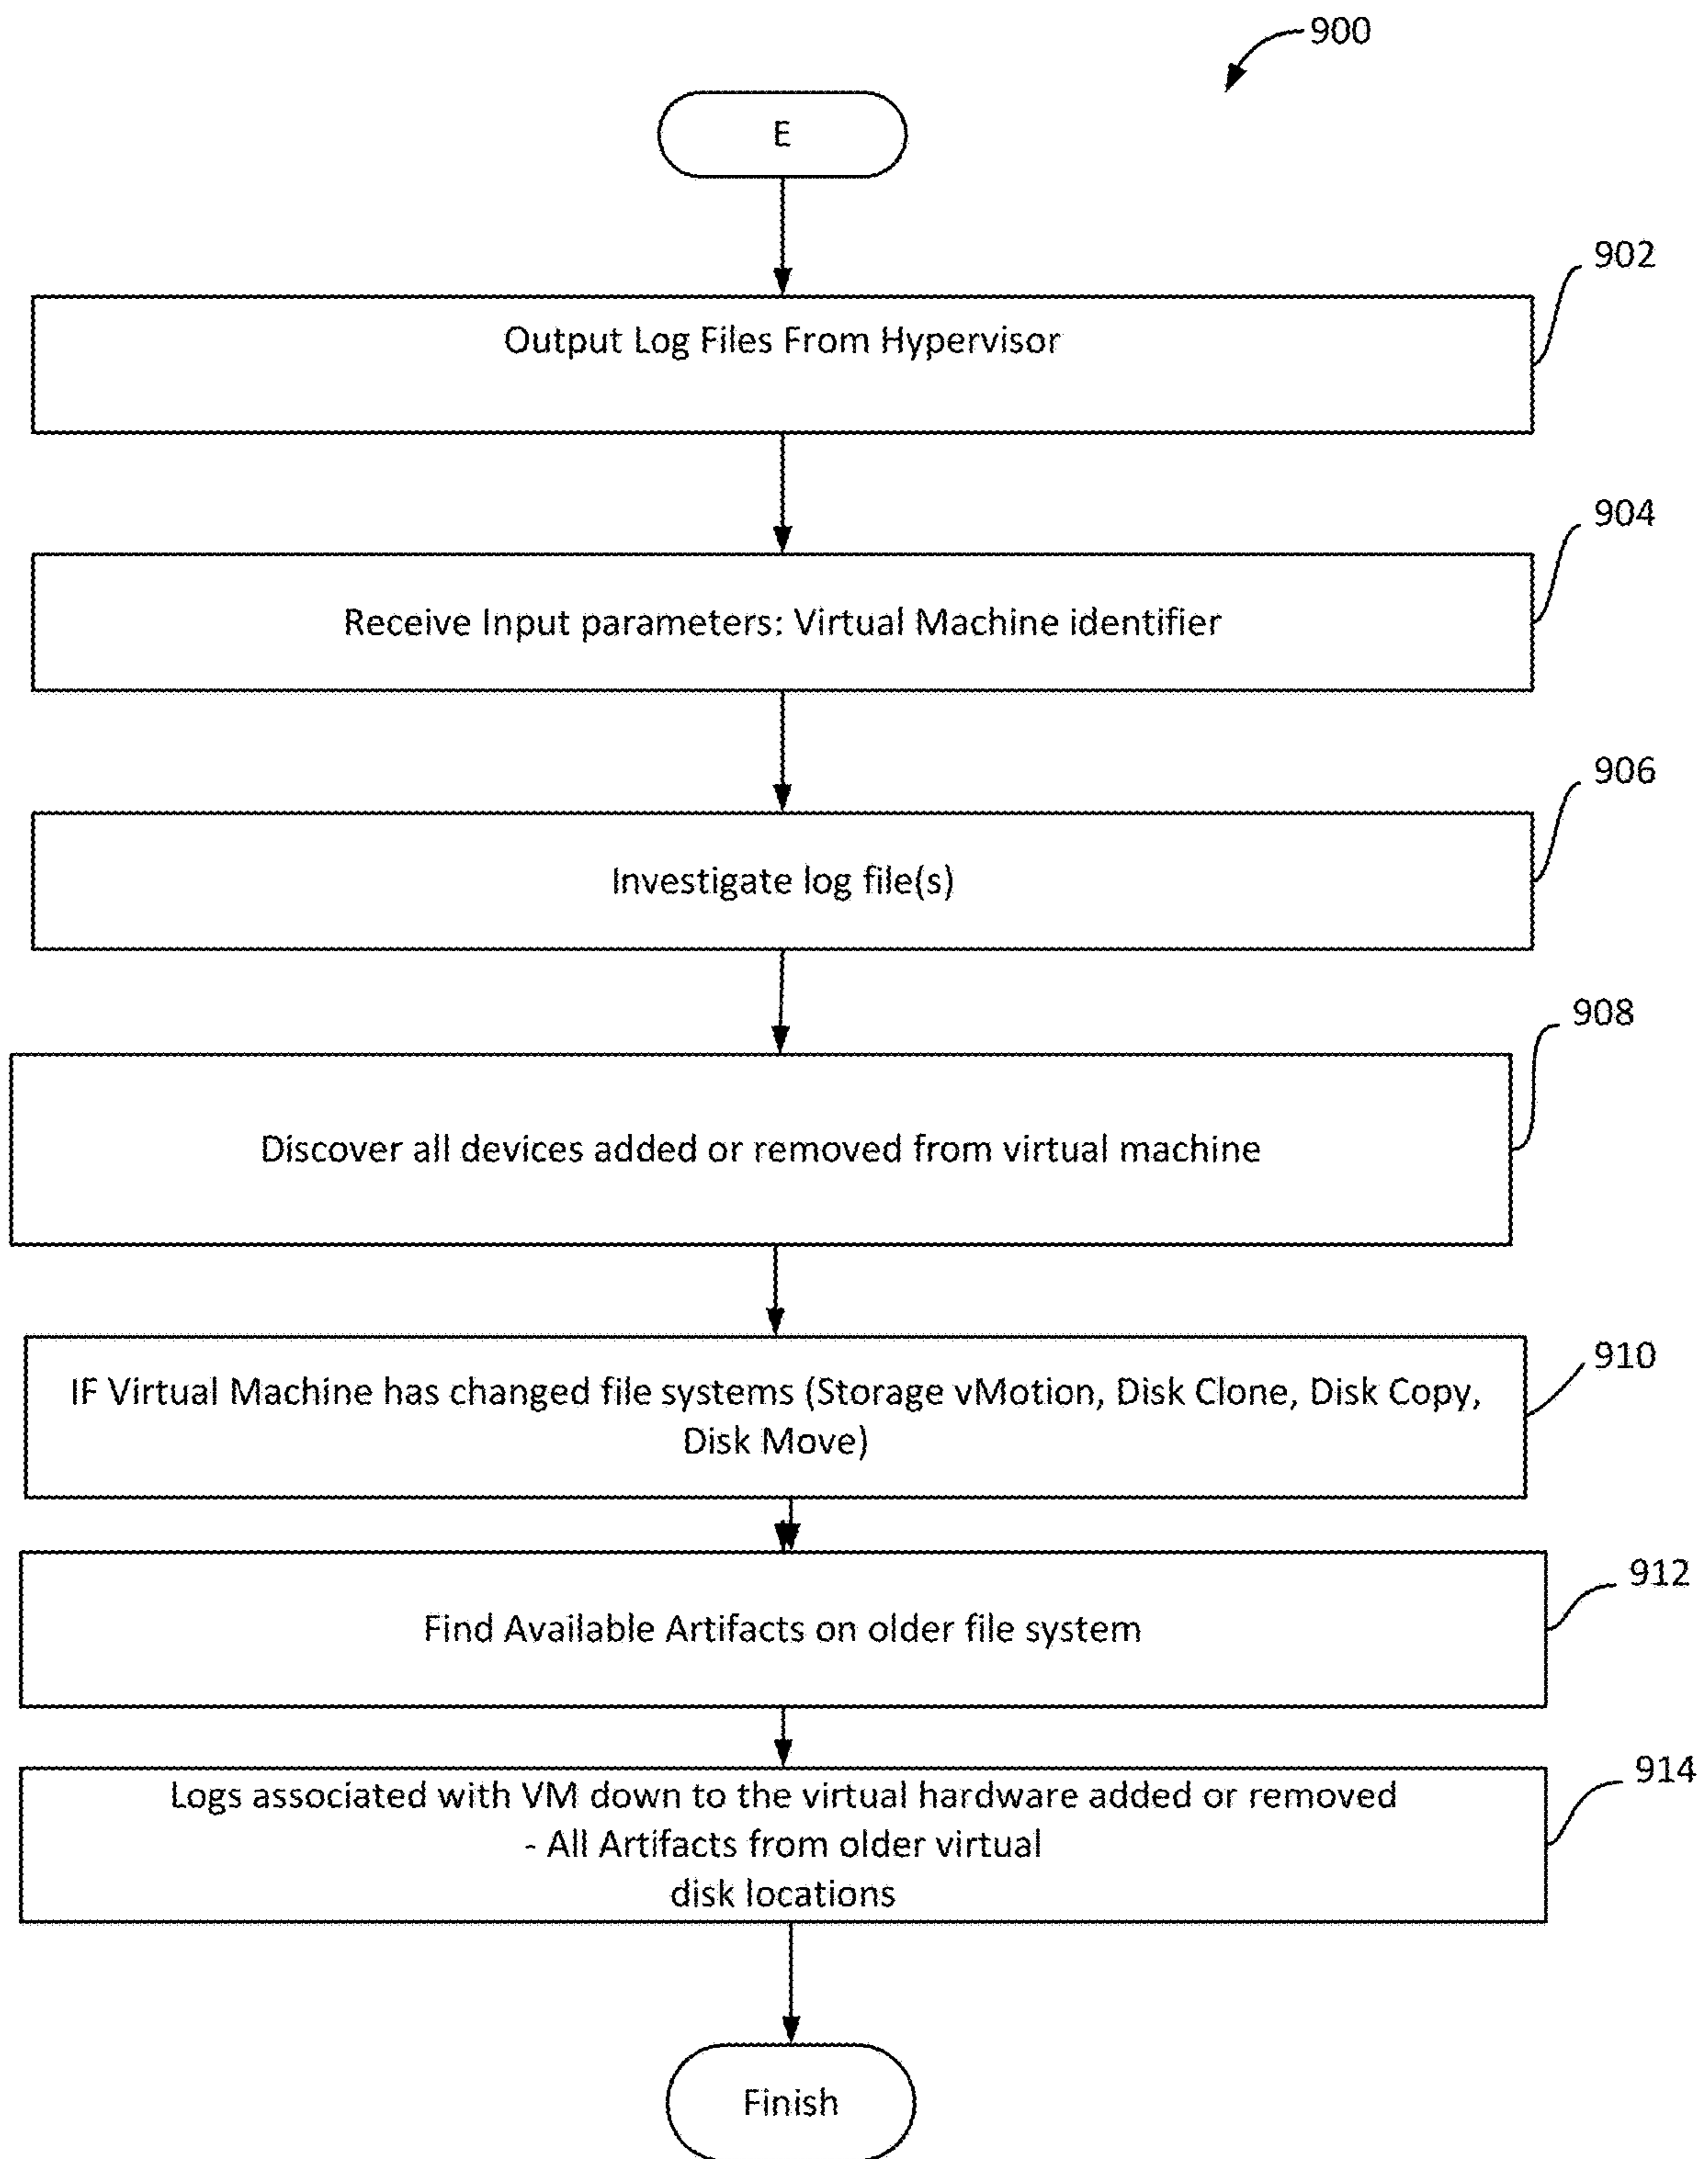 900
E
902
Output Log Files From Hypervisor
904
Receive Input parameters: Virtual Machine identifier
906
Investigate log file(s)
908
Discover all devices added or removed from virtual machine
910
IF Virtual Machine has changed file systems (Storage vMotion, Disk Clone, Disk Copy,
Disk Move)
912
Find Available Artifacts on older file system
914
Logs associated with VM down to the virtual hardware added or removed
- All Artifacts from older virtual
disk locations
Finish